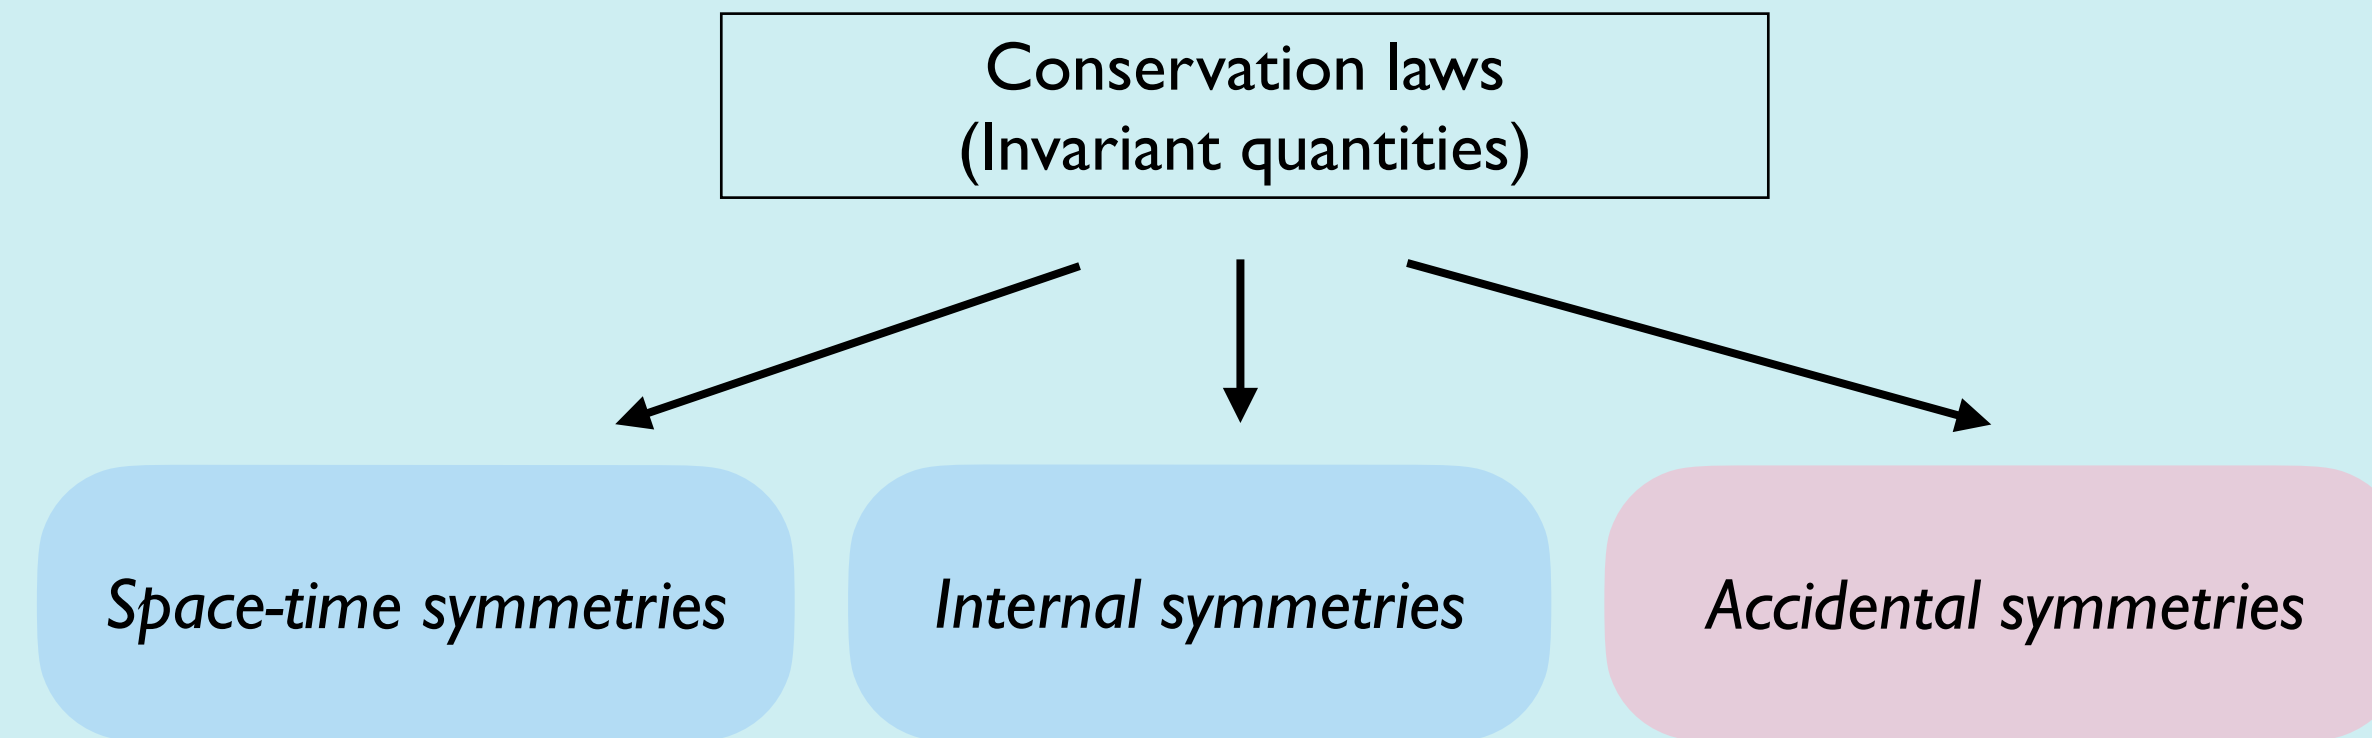 Conservation laws
(Invariant quantities)
Space-time symmetries
Internal symmetries
Accidental symmetries